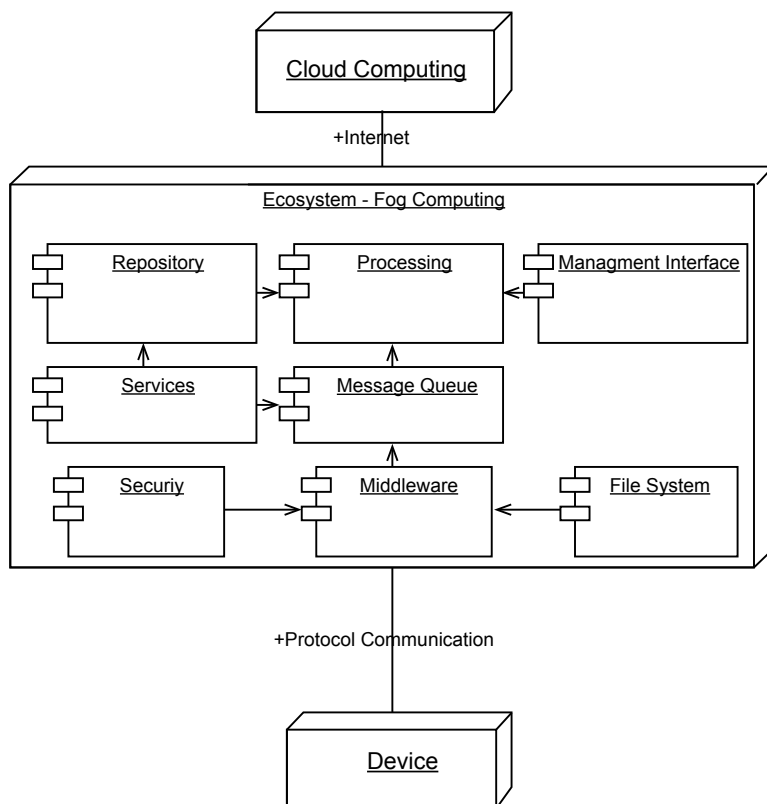 Cloud Computing
+Internet
Ecosystem - Fog Computing
Repository
Processing
Managment Interface
Services
Message Queue
Securiy
Middleware
File System
+Protocol Communication
Device